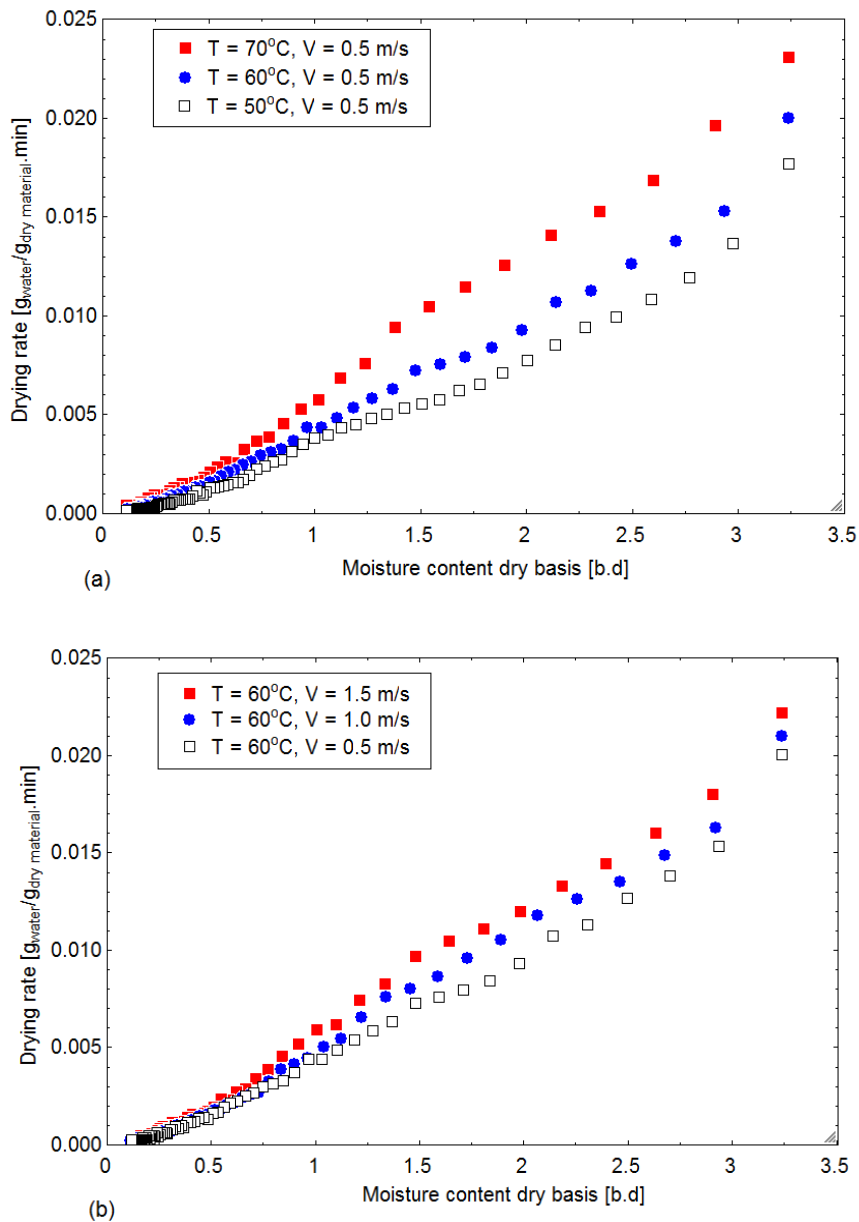 0.025
T = 70°C, V = 0.5 m/s
T = 60°C, V = 0.5 m/s
T = 50°C, V = 0.5 m/s
0.020
0.015
0.010
0.005
0.000
Drying rate [gwater/gdry material.min]
0 0.5 1 1.5 2 2.5 3 3.5
Moisture content dry basis [b.d]
(a)
0.025
T = 60°C, V = 1.5 m/s
T = 60°C, V = 1.0 m/s
T = 60°C, V = 0.5 m/s
0.020
0.015
0.010
0.005
0.000
Drying rate [gwater/gdry material.min]
0 0.5 1 1.5 2 2.5 3 3.5
Moisture content dry basis [b.d]
(b)